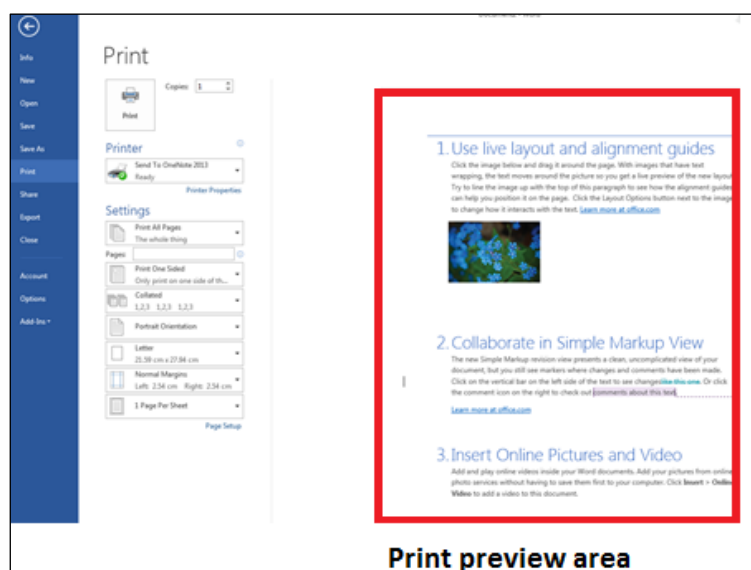 Info
New
Open
Save
Save As
Print
Share
Export
Close
Account
Options
Add-Ins
Print
Copies: 1
Print
Printer
Send To OneNote 2013
Ready
Printer Properties
Settings
Print All Pages
The whole thing
Pages:
Print One Sided
Only print on one side of th...
Collated
1,2,3 1,2,3 1,2,3
Portrait Orientation
Letter
21.59 cm x 27.94 cm
Normal Margins
Left: 2.54 cm Right: 2.54 cm
1 Page Per Sheet
Page Setup
1. Use live layout and alignment guides
Click the image below and drag it around the page. With images that have text
wrapping, the text moves around the picture so you get a live preview of the new layout
Try to line the image up with the top of this paragraph to see how the alignment guides
can help you position it on the page. Click the Layout Options button next to the image
to change how it interacts with the text. Learn more at office.com
2. Collaborate in Simple Markup View
The new Simple Markup revision view presents a clean, uncomplicated view of your
document, but you still see markers where changes and comments have been made.
Click on the vertical bar on the left side of the text to see changes like this one. Or click
the comment icon on the right to check out comments about this text.
Learn more at office.com
3. Insert Online Pictures and Video
Add and play online videos inside your Word documents. Add your pictures from online
photo services without having to save them first to your computer. Click Insert > Online
Video to add a video to this document.
Print preview area